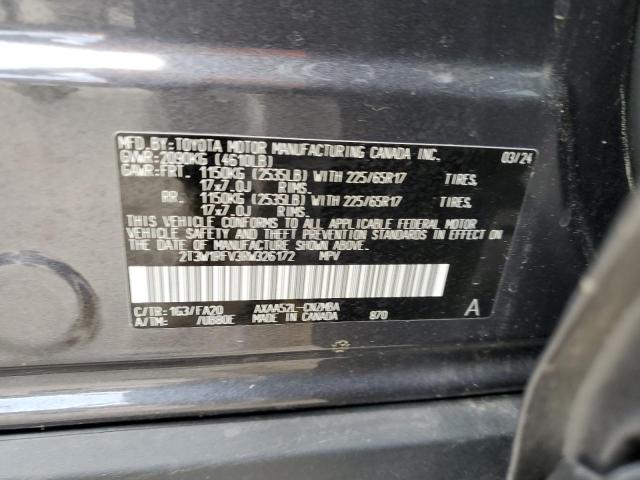 MFD. BY: TOYOTA MOTOR MANUFACTURING CANADA INC. 03/24
GVWR: 2090KG (4610LB)
GAWR: FRT. 1150KG (2535LB) WITH 225/65R17 TIRES.
17x7.0J RIMS.
RR. 1150KG (2535LB) WITH 225/65R17 TIRES.
17x7.0J RIMS.
THIS VEHICLE CONFORMS TO ALL APPLICABLE FEDERAL MOTOR
VEHICLE SAFETY AND THEFT PREVENTION STANDARDS IN EFFECT
ON THE DATE OF MANUFACTURE SHOWN ABOVE.
2T3W1RFV3RW326172 MPV
C/TR: 1G3/FA20 AXAA52L-CNZMBA 870
A/TM: /UB80E MADE IN CANADA A